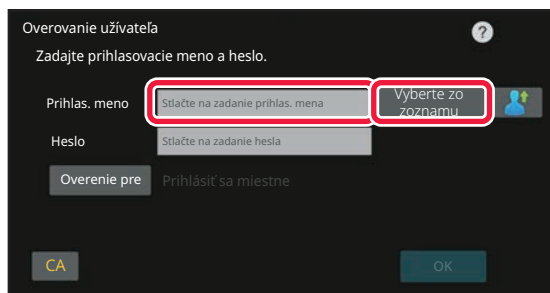 Overovanie užívateľa
?
Zadajte prihlasovacie meno a heslo.
Prihlas. meno
Stlačte na zadanie prihlas. mena
Vyberte zo
zoznamu
Heslo
Stlačte na zadanie hesla
Overenie pre
Prihlásiť sa miestne
CA
OK